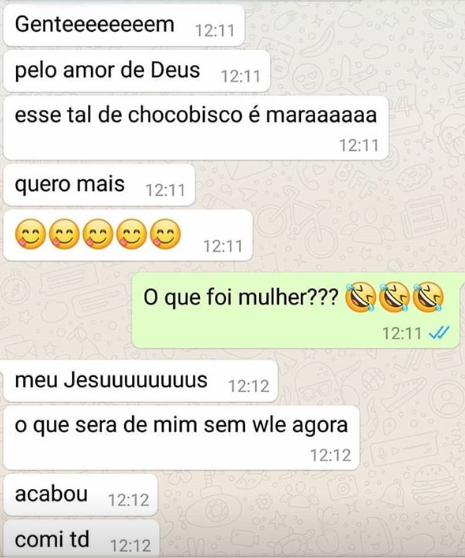 Genteeeeeeeem 12:11
pelo amor de Deus 12:11
esse tal de chocobisco é maraaaaaa
12:11
quero mais 12:11
😋😋😋😋😋 12:11
O que foi mulher??? 🤣🤣🤣
12:11
meu Jesuuuuuuuus 12:12
o que sera de mim sem wle agora
12:12
acabou 12:12
comi td 12:12